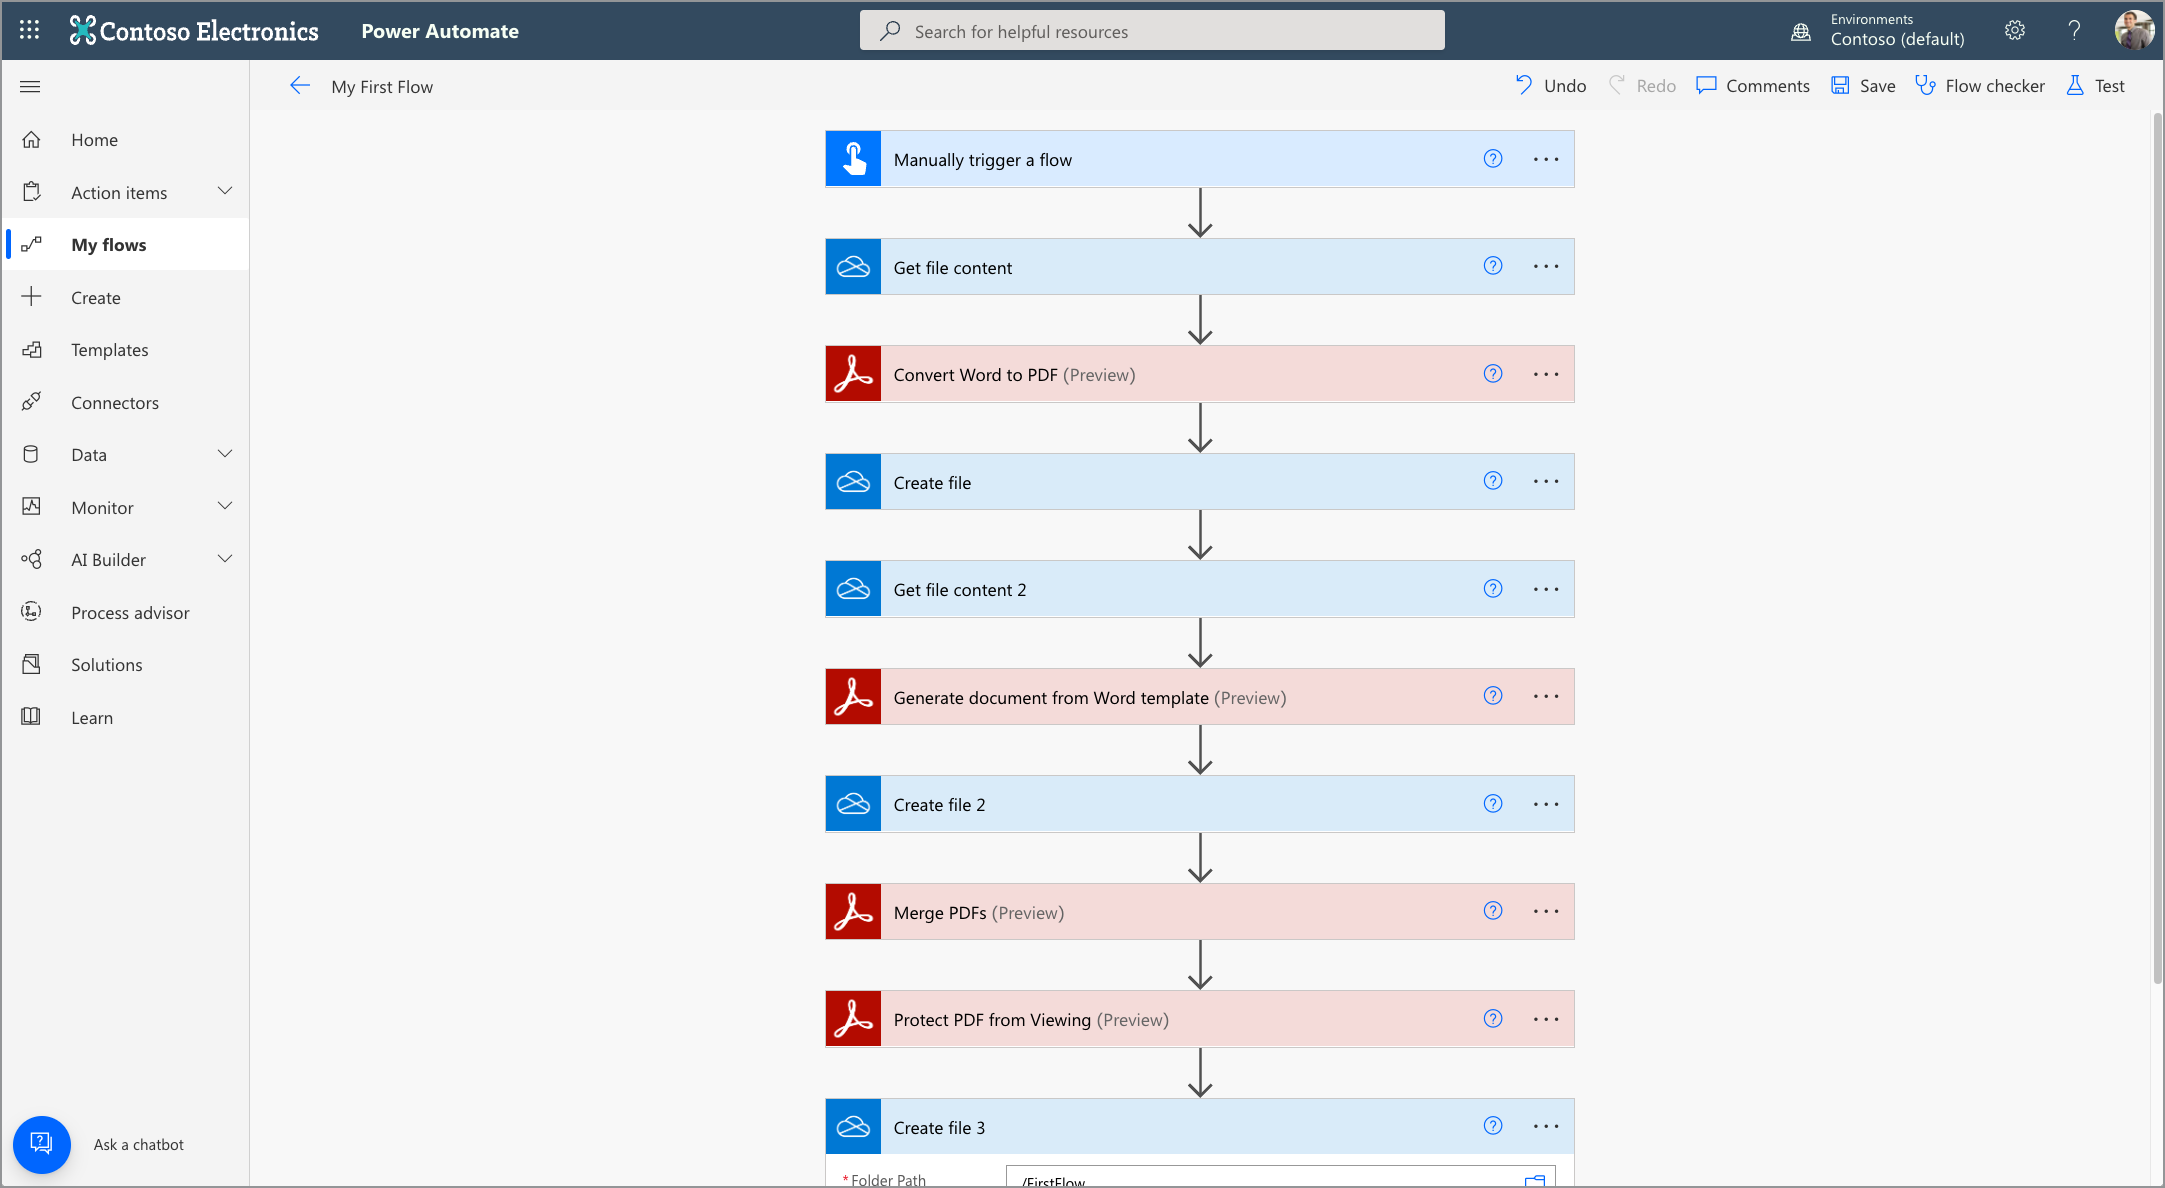 Contoso Electronics
Power Automate
Search for helpful resources
Environments
Contoso (default)
?
My First Flow
Undo
Redo
Comments
Save
Flow checker
Test
Home
Action items
My flows
Create
Templates
Connectors
Data
Monitor
AI Builder
Process advisor
Solutions
Learn
Ask a chatbot
Manually trigger a flow
?
Get file content
?
Convert Word to PDF (Preview)
?
Create file
?
Get file content 2
?
Generate document from Word template (Preview)
?
Create file 2
?
Merge PDFs (Preview)
?
Protect PDF from Viewing (Preview)
?
Create file 3
?
* Folder Path
/FirstFlow